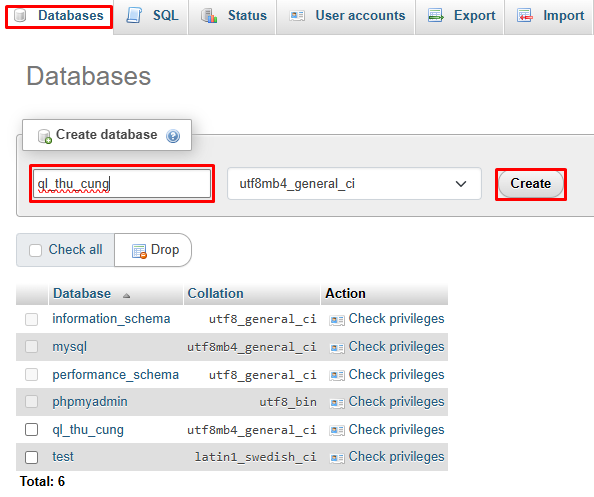 Databases SQL Status User accounts Export Import
Databases
Create database
ql_thu_cung utf8mb4_general_ci Create
Check all Drop
Database Collation Action
information_schema utf8_general_ci Check privileges
mysql utf8mb4_general_ci Check privileges
performance_schema utf8_general_ci Check privileges
phpmyadmin utf8_bin Check privileges
ql_thu_cung utf8mb4_general_ci Check privileges
test latin1_swedish_ci Check privileges
Total: 6